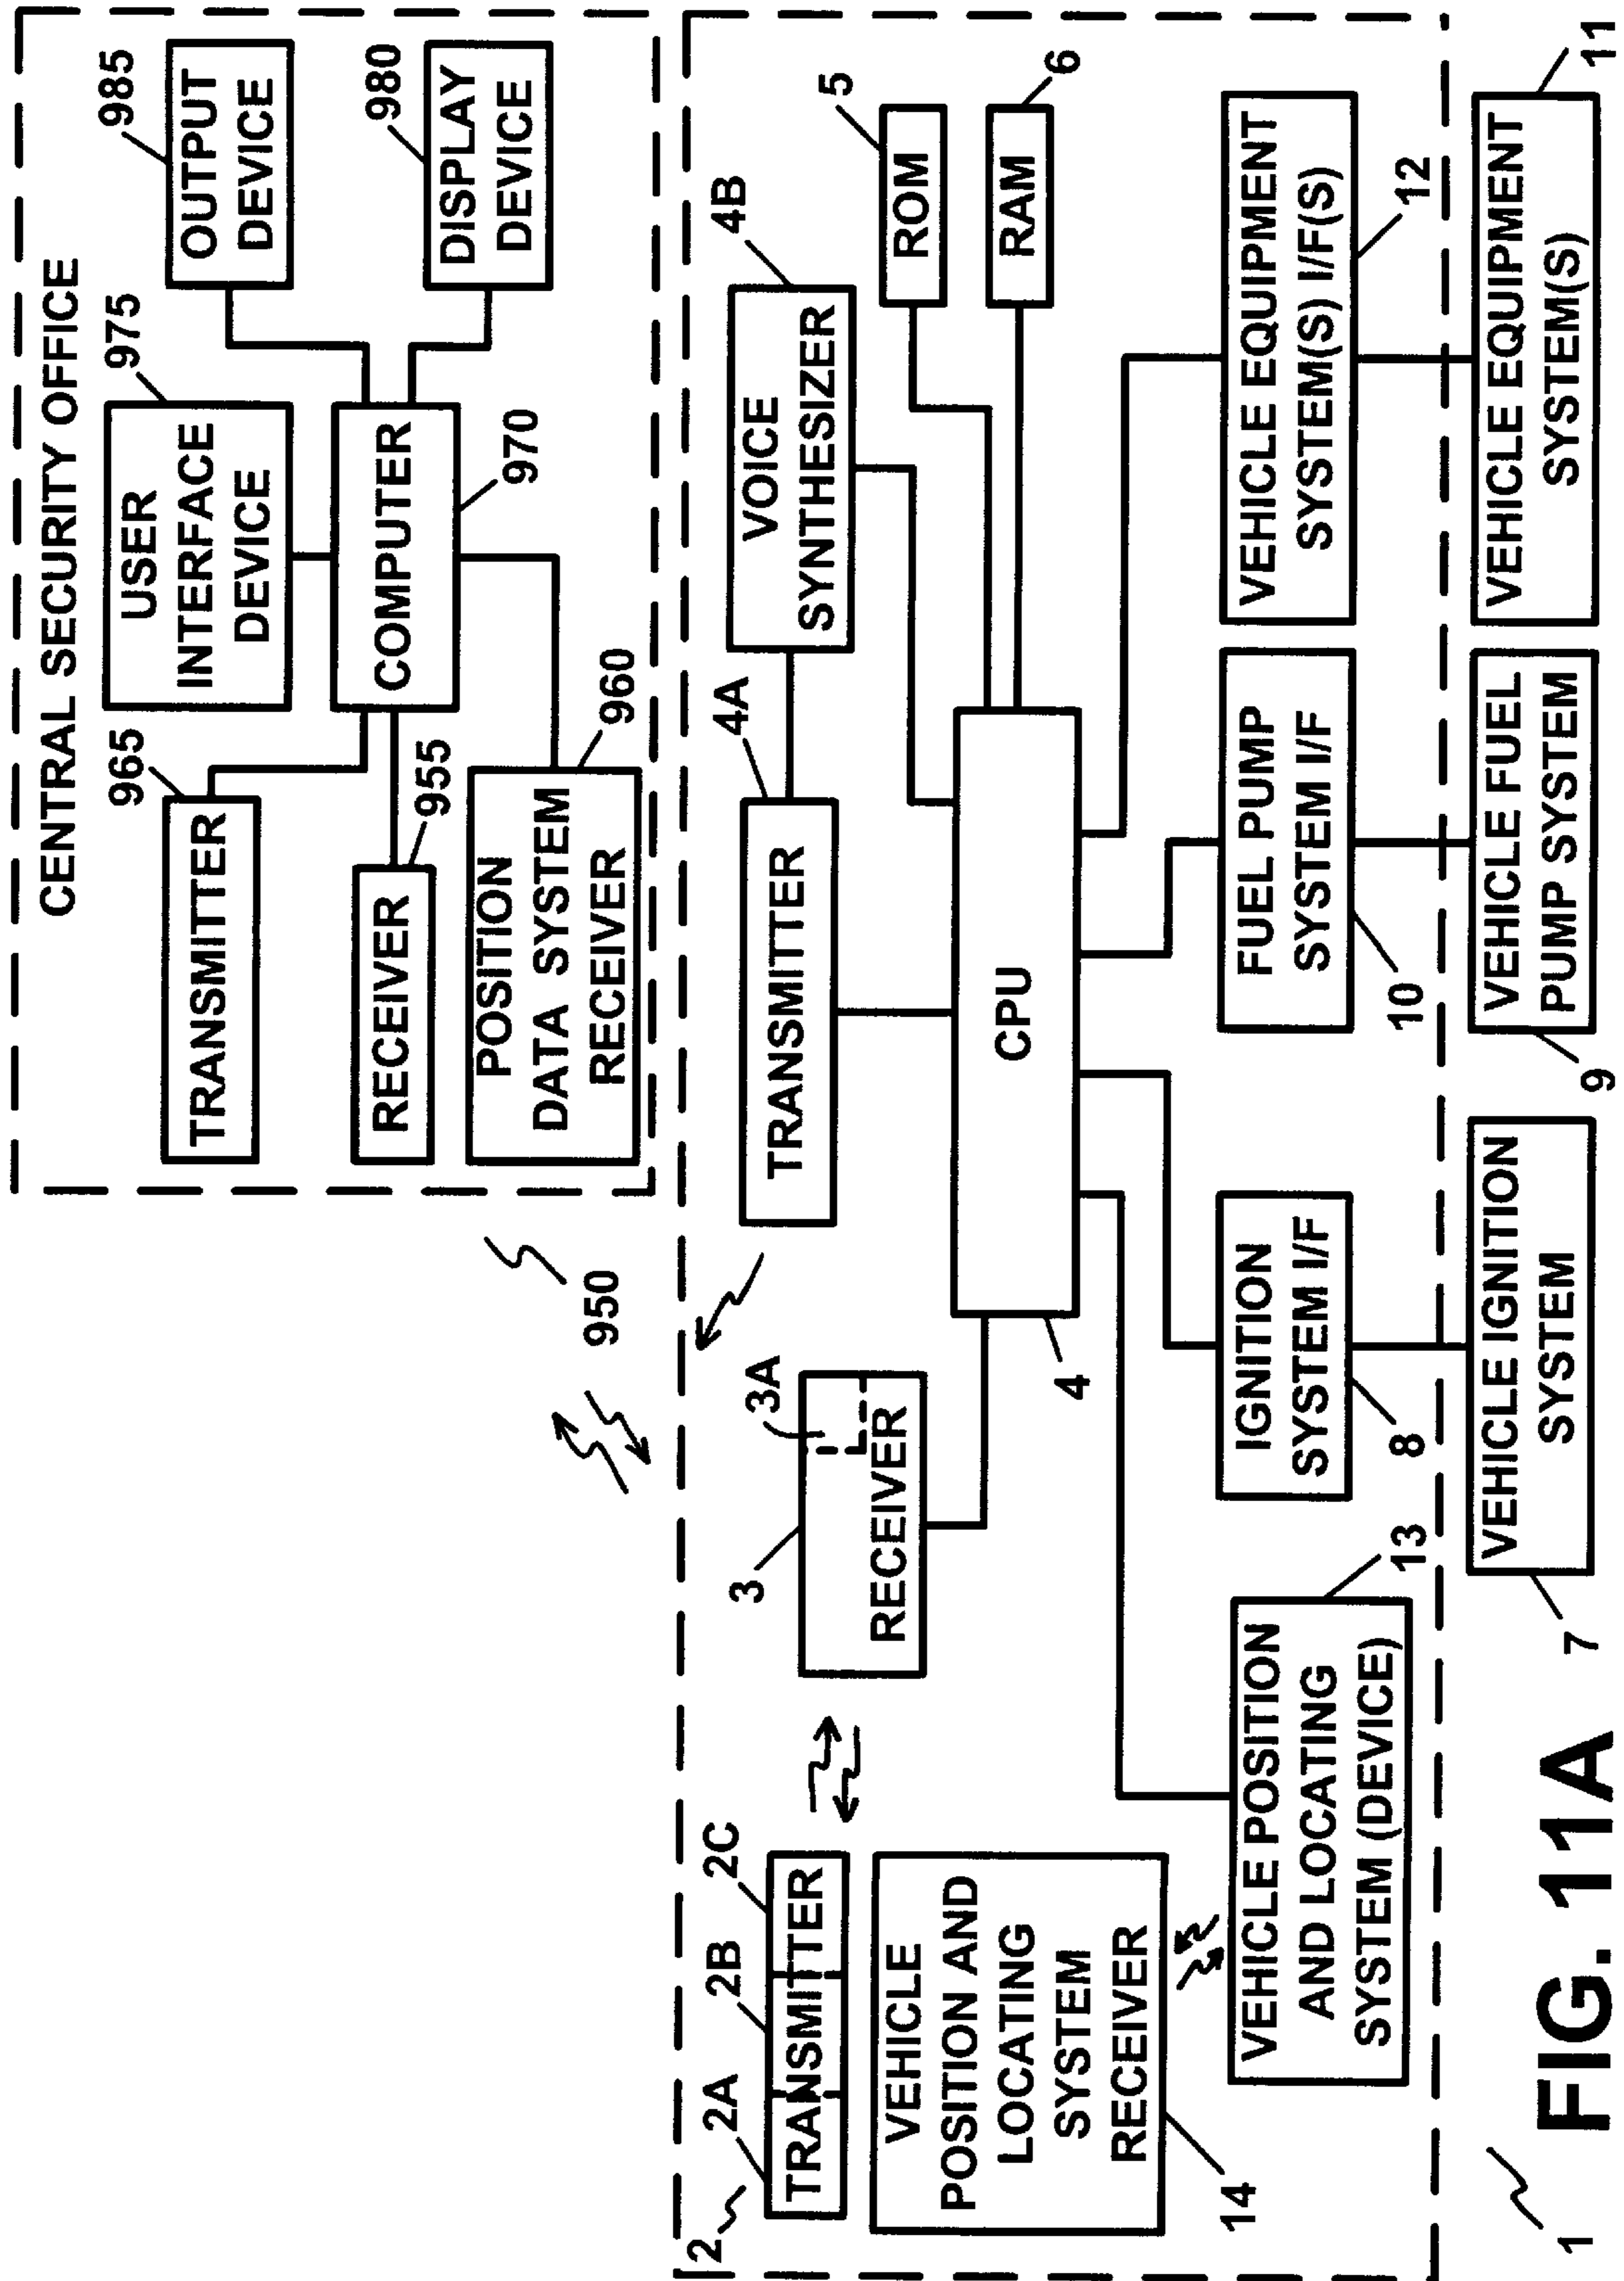 CENTRAL SECURITY OFFICE
965
TRANSMITTER
955
RECEIVER
POSITION
DATA SYSTEM
RECEIVER
960
975
USER
INTERFACE
DEVICE
COMPUTER
970
985
OUTPUT
DEVICE
980
DISPLAY
DEVICE
950
2
2A
2B
2C
TRANSMITTER
3
3A
RECEIVER
4A
TRANSMITTER
4B
VOICE
SYNTHESIZER
5
ROM
6
RAM
CPU
4
VEHICLE
POSITION AND
LOCATING
SYSTEM
RECEIVER
14
VEHICLE POSITION
AND LOCATING
SYSTEM (DEVICE)
13
IGNITION
SYSTEM I/F
8
FUEL PUMP
SYSTEM I/F
10
VEHICLE EQUIPMENT
SYSTEM(S) I/F(S)
12
VEHICLE IGNITION
SYSTEM
7
VEHICLE FUEL
PUMP SYSTEM
9
VEHICLE EQUIPMENT
SYSTEM(S)
11
1
FIG. 11A